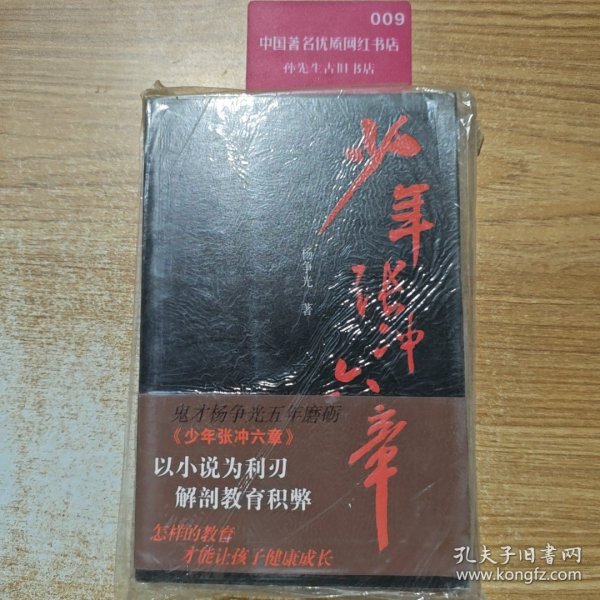 009
中国著名优质网红书店
孙先生古旧书店
少年张冲六章
杨争光 著
鬼才杨争光五年磨砺
《少年张冲六章》
以小说为利刃
解剖教育积弊
怎样的教育
才能让孩子健康成长
孔夫子旧书网
www.kongfz.com